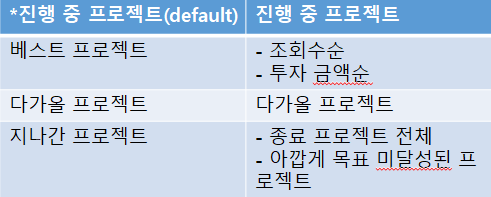 *진행 중 프로젝트(default) 진행 중 프로젝트
베스트 프로젝트 - 조회수순
- 투자 금액순
다가올 프로젝트 다가올 프로젝트
지나간 프로젝트 - 종료 프로젝트 전체
- 아깝게 목표 미달성된 프
로젝트